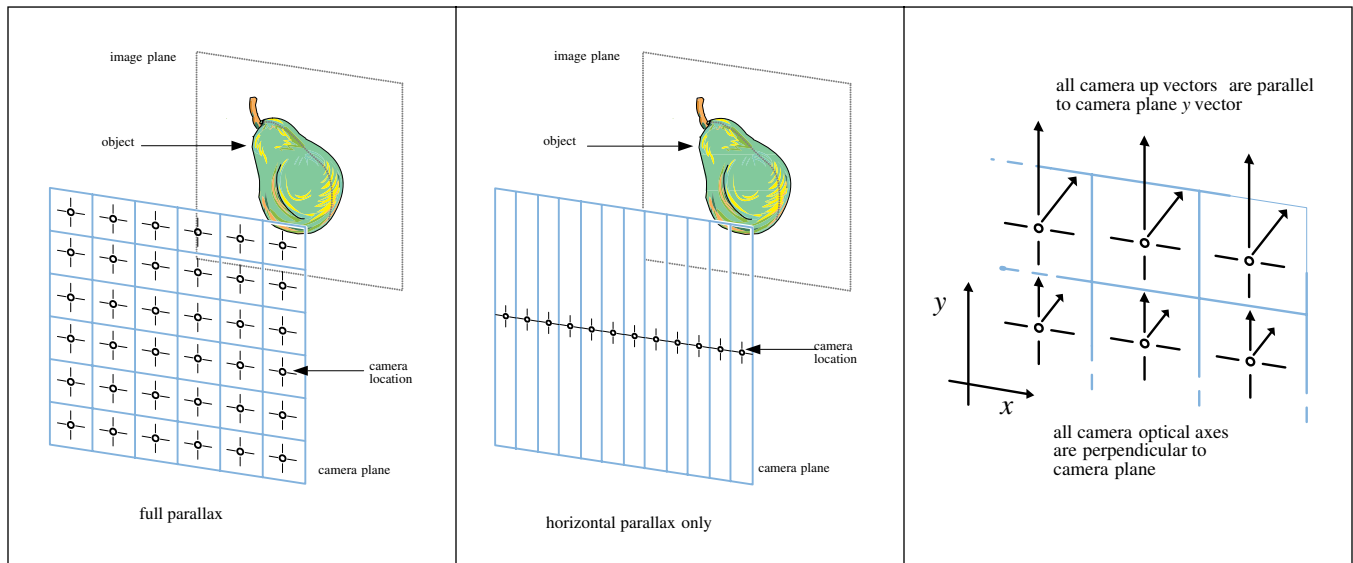 image plane
object
camera
location
camera plane
full parallax
image plane
object
camera
location
camera plane
horizontal parallax only
all camera up vectors are parallel
to camera plane y vector
y
x
all camera optical axes
are perpendicular to
camera plane